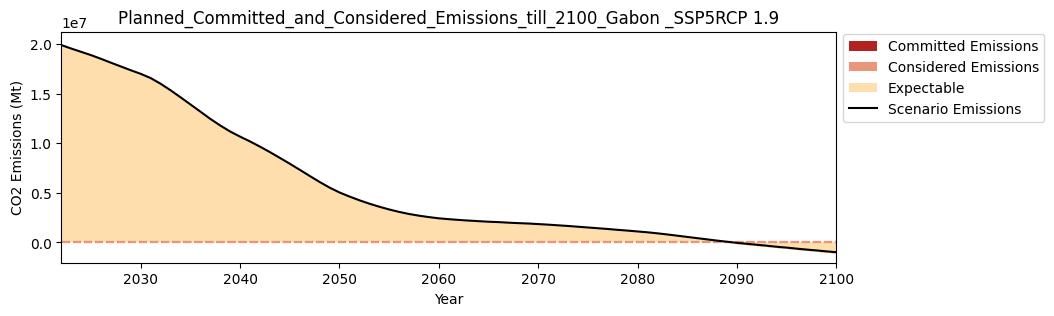 Planned_Committed_and_Considered_Emissions_till_2100_Gabon _SSP5RCP 1.9
1e7
2.0
1.5
1.0
0.5
0.0
CO2 Emissions (Mt)
2030 2040 2050 2060 2070 2080 2090 2100
Year
Committed Emissions
Considered Emissions
Expectable
Scenario Emissions